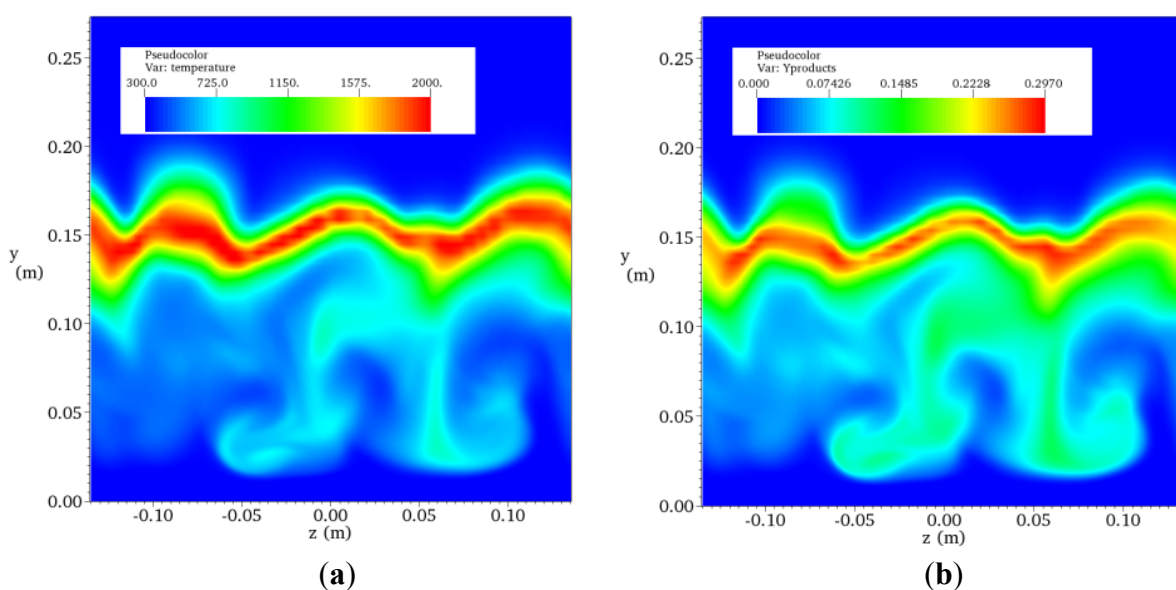 Pseudocolor
Var: temperature
300.0 725.0 1150. 1575. 2000.
0.25
0.20
0.15
0.10
0.05
0.00
y
(m)
-0.10 -0.05 0.00 0.05 0.10
z (m)
(a)
Pseudocolor
Var: Yproducts
0.000 0.07426 0.1485 0.2228 0.2970
0.25
0.20
0.15
0.10
0.05
0.00
y
(m)
-0.10 -0.05 0.00 0.05 0.10
z (m)
(b)